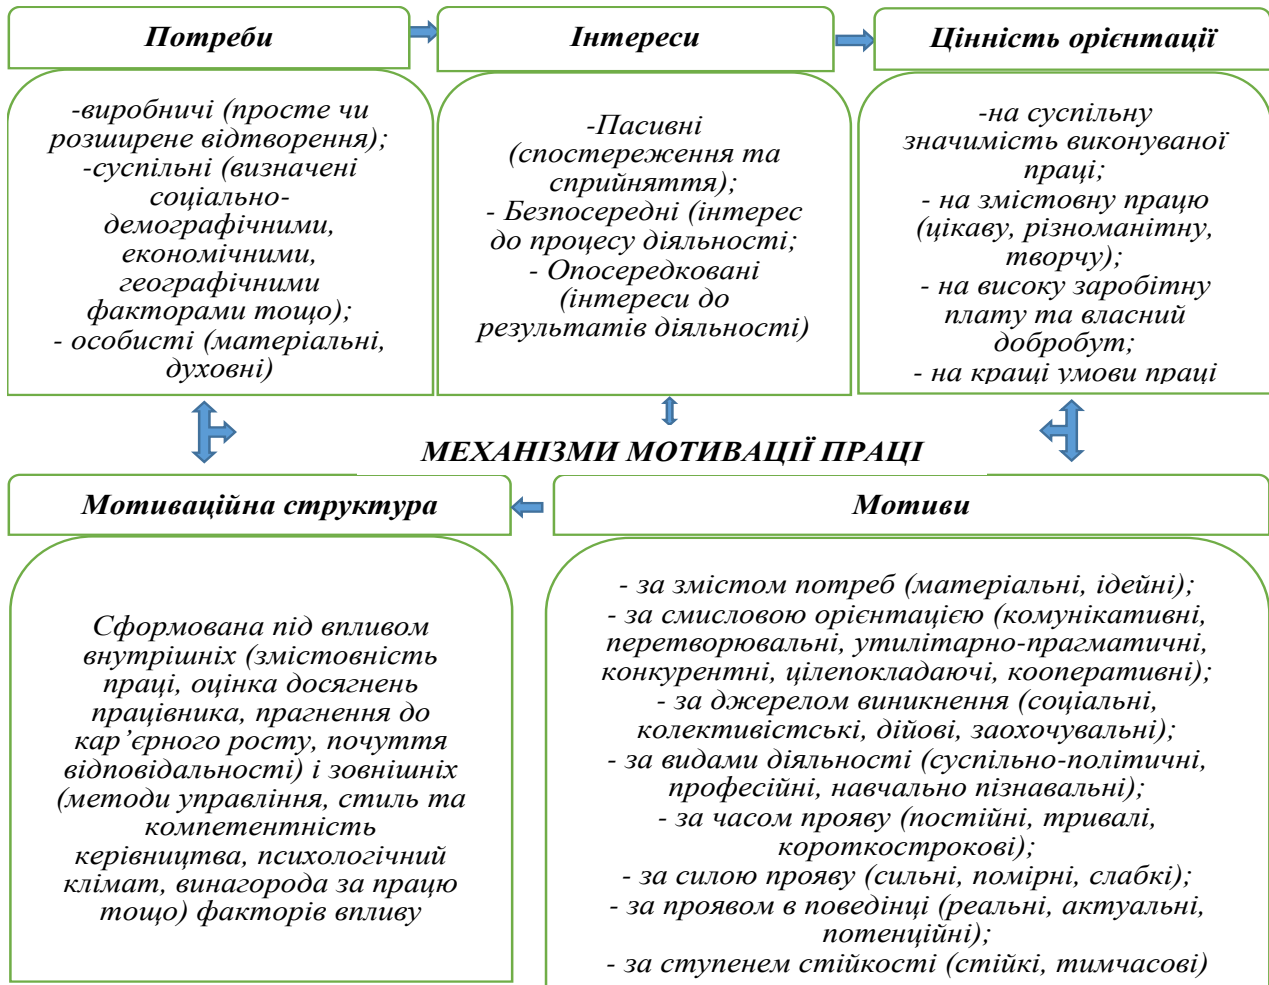 Потреби
-виробничі (просте чи
розширене відтворення);
-суспільні (визначені
соціально-
демографічними,
економічними,
географічними
факторами тощо);
- особисті (матеріальні,
духовні)
Інтереси
-Пасивні
(спостереження та
сприйняття);
- Безпосередні (інтерес
до процесу діяльності;
- Опосередковані
(інтереси до
результатів діяльності)
Цінність орієнтації
-на суспільну
значимість виконуваної
праці;
- на змістовну працю
(цікаву, різноманітну,
творчу);
- на високу заробітну
плату та власний
добробут;
- на кращі умови праці
МЕХАНІЗМИ МОТИВАЦІЇ ПРАЦІ
Мотиваційна структура
Сформована під впливом
внутрішніх (змістовність
праці, оцінка досягнень
працівника, прагнення до
кар’єрного росту, почуття
відповідальності) і зовнішніх
(методи управління, стиль та
компетентність
керівництва, психологічний
клімат, винагорода за працю
тощо) факторів впливу
Мотиви
- за змістом потреб (матеріальні, ідейні);
- за смисловою орієнтацією (комунікативні,
перетворювальні, утилітарно-прагматичні,
конкурентні, цілепокладаючі, кооперативні);
- за джерелом виникнення (соціальні,
колективістські, дійові, заохочувальні);
- за видами діяльності (суспільно-політичні,
професійні, навчально пізнавальні);
- за часом прояву (постійні, тривалі,
короткострокові);
- за силою прояву (сильні, помірні, слабкі);
- за проявом в поведінці (реальні, актуальні,
потенційні);
- за ступенем стійкості (стійкі, тимчасові)